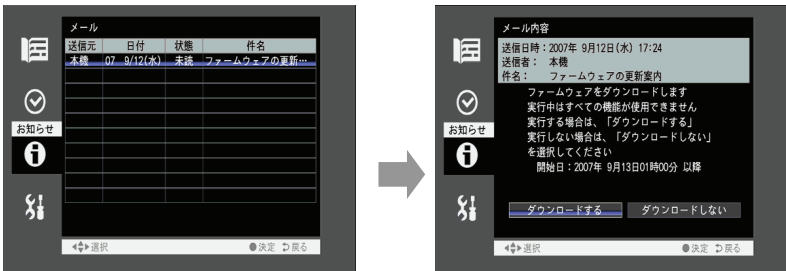 メール
送信元 日付 状態 件名
本機 07 9/12(水) 未読 ファームウェアの更新…
お知らせ
選択 決定 戻る
メール内容
送信日時：2007年 9月12日(水) 17:24
送信者： 本機
件名： ファームウェアの更新案内
ファームウェアをダウンロードします
実行中はすべての機能が使用できません
実行する場合は、「ダウンロードする」
実行しない場合は、「ダウンロードしない」
を選択してください
開始日：2007年 9月13日01時00分 以降
お知らせ
ダウンロードする ダウンロードしない
選択 決定 戻る